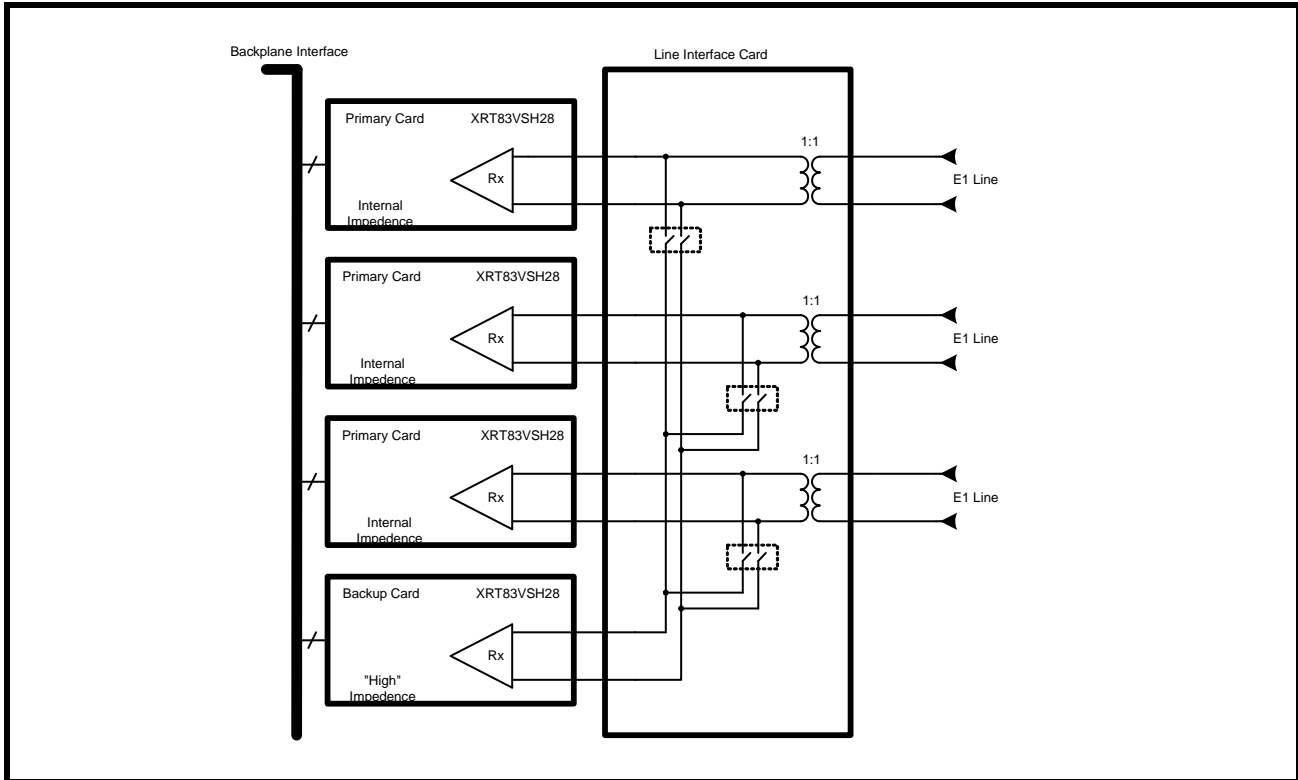 Backplane Interface
Line Interface Card
Primary Card XRT83VSH28
Rx
Internal
Impedence
1:1
E1 Line
Primary Card XRT83VSH28
Rx
Internal
Impedence
1:1
E1 Line
Primary Card XRT83VSH28
Rx
Internal
Impedence
1:1
E1 Line
Backup Card XRT83VSH28
Rx
"High"
Impedence